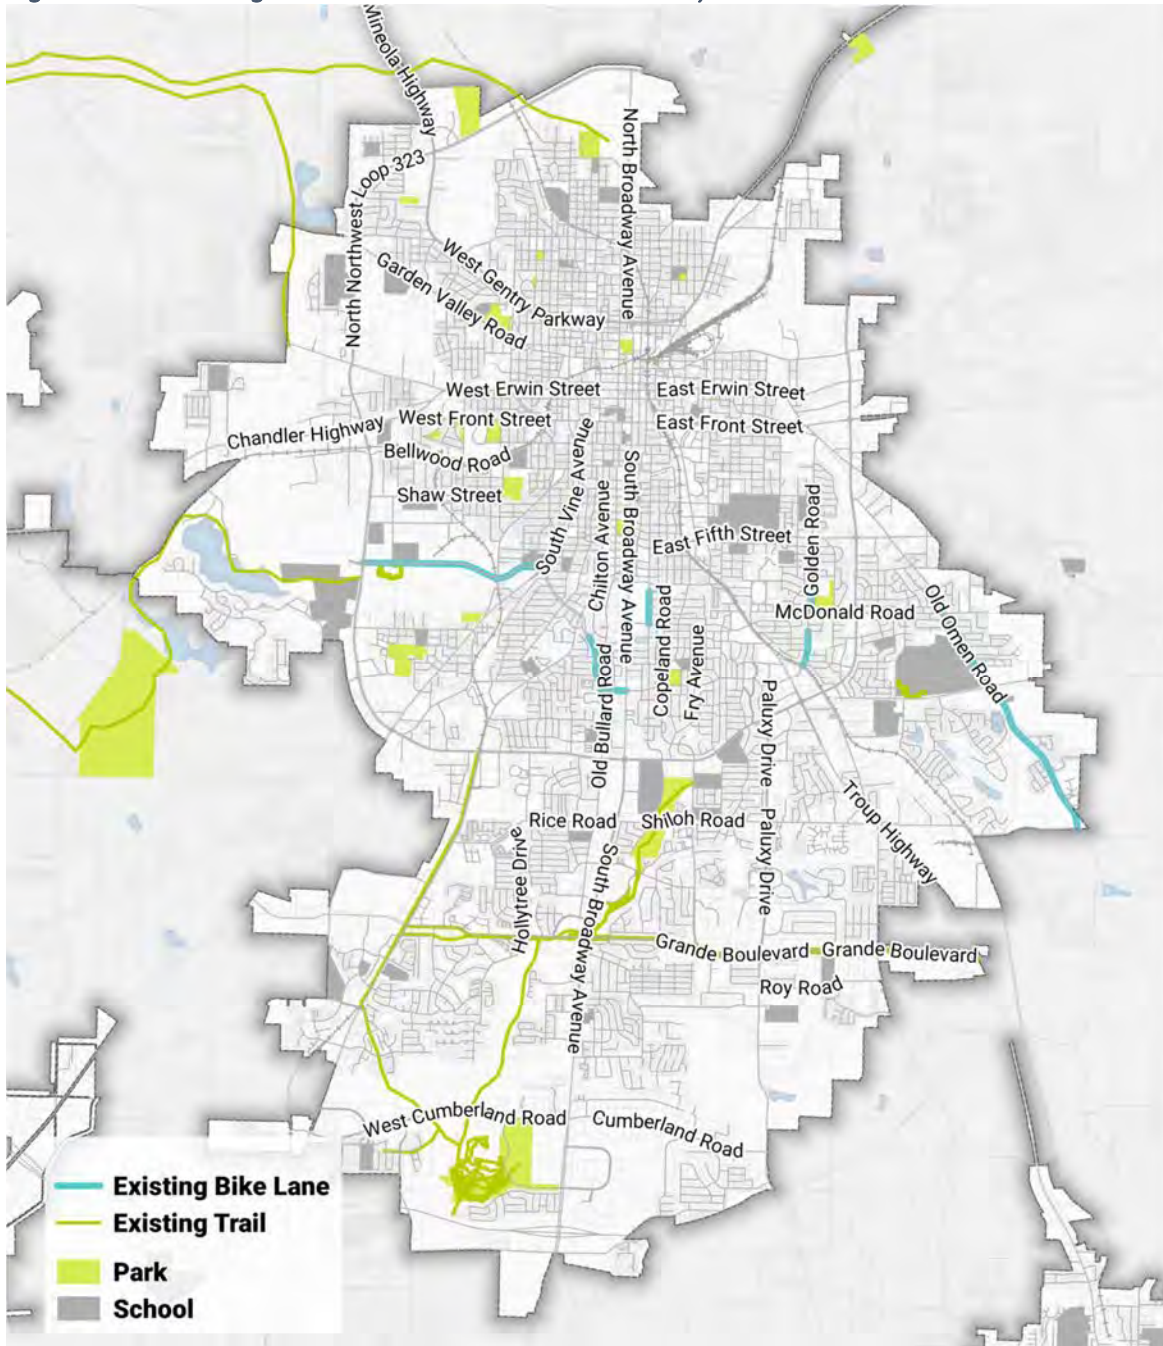 Mineola Highway
North Broadway Avenue
North Northwest Loop 323
West Gentry Parkway
Garden Valley Road
West Erwin Street
East Erwin Street
West Front Street
East Front Street
Chandler Highway
Bellwood Road
Shaw Street
South Vine Avenue
Chilton Avenue
South Broadway Avenue
Golden Road
East Fifth Street
McDonald Road
Old Omen Road
Copeland Road
Fry Avenue
Old Bullard Road
Paluxy Drive
Troup Highway
Rice Road
Shiloh Road
Paluxy Drive
Hollytree Drive
South Broadway Avenue
Grande Boulevard
Grande Boulevard
Roy Road
West Cumberland Road
Cumberland Road
Existing Bike Lane
Existing Trail
Park
School